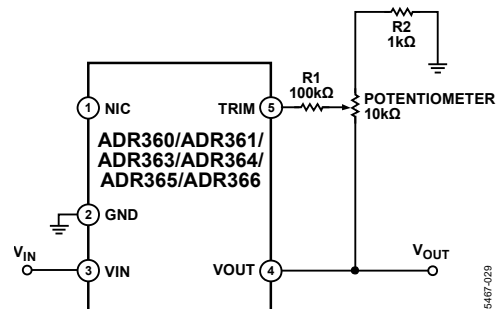 R2
1kΩ
R1
100kΩ
POTENTIOMETER
10kΩ
1 NIC
TRIM 5
ADR360/ADR361/
ADR363/ADR364/
ADR365/ADR366
2 GND
VIN
3 VIN
VOUT 4
VOUT
5467-029